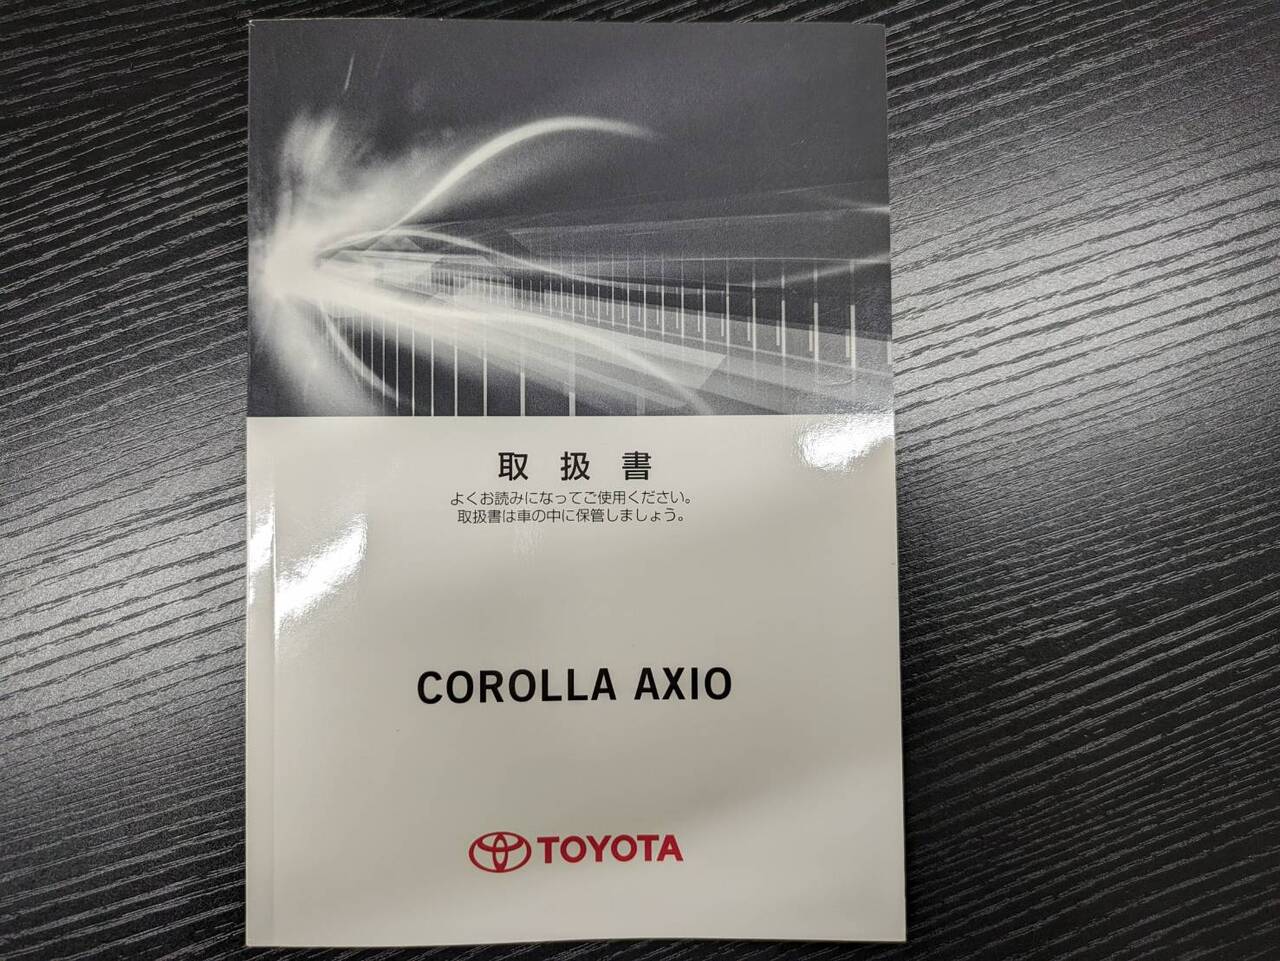 取扱書
よくお読みになってご使用ください。
取扱書は車の中に保管しましょう。
COROLLA AXIO
TOYOTA